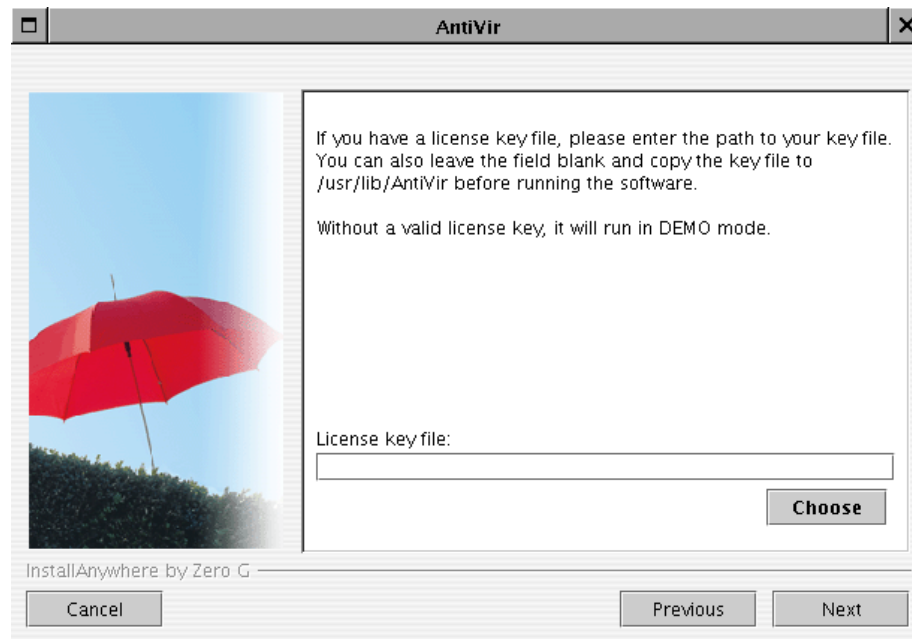 AntiVir
If you have a license key file, please enter the path to your key file.
You can also leave the field blank and copy the key file to
/usr/lib/AntiVir before running the software.
Without a valid license key, it will run in DEMO mode.
License key file:
Choose
InstallAnywhere by Zero G
Cancel
Previous
Next